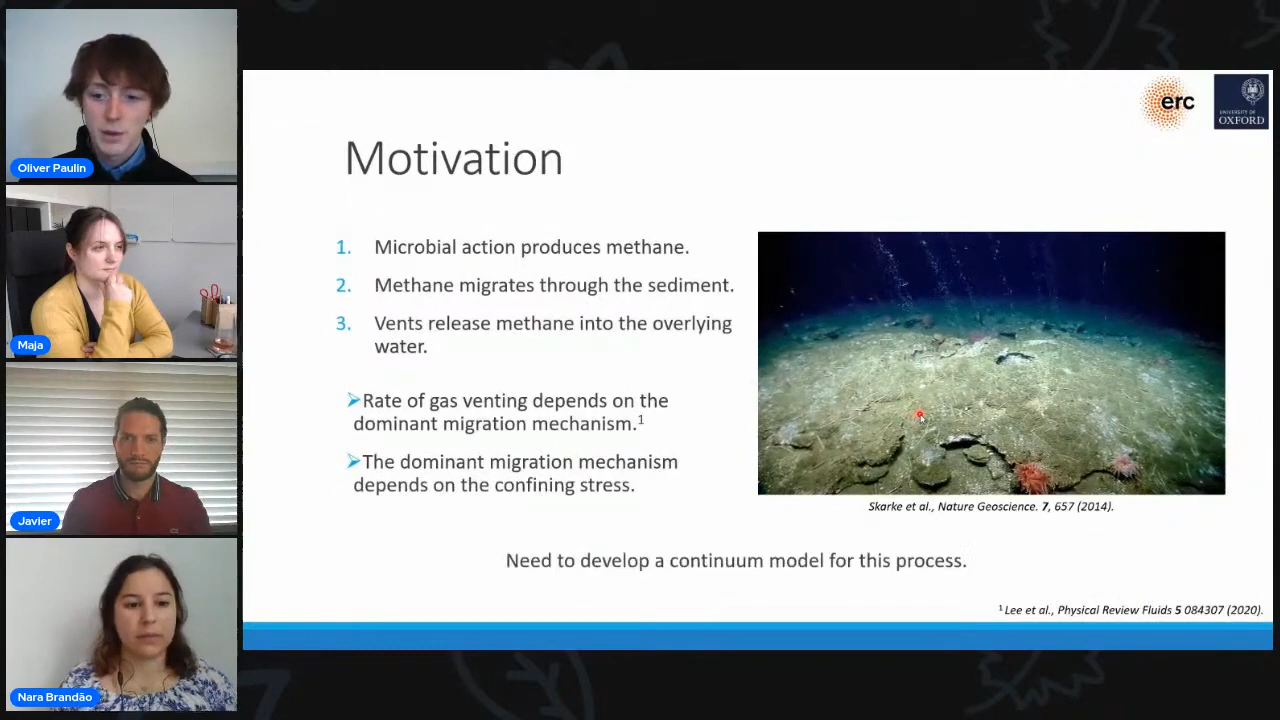 Oliver Paulin
Maja
Javier
Nara Brandão
erc
UNIVERSITY OF
OXFORD
Motivation
1. Microbial action produces methane.
2. Methane migrates through the sediment.
3. Vents release methane into the overlying
water.
➢Rate of gas venting depends on the
dominant migration mechanism.¹
➢The dominant migration mechanism
depends on the confining stress.
Skarke et al., Nature Geoscience. 7, 657 (2014).
Need to develop a continuum model for this process.
¹ Lee et al., Physical Review Fluids 5 084307 (2020).